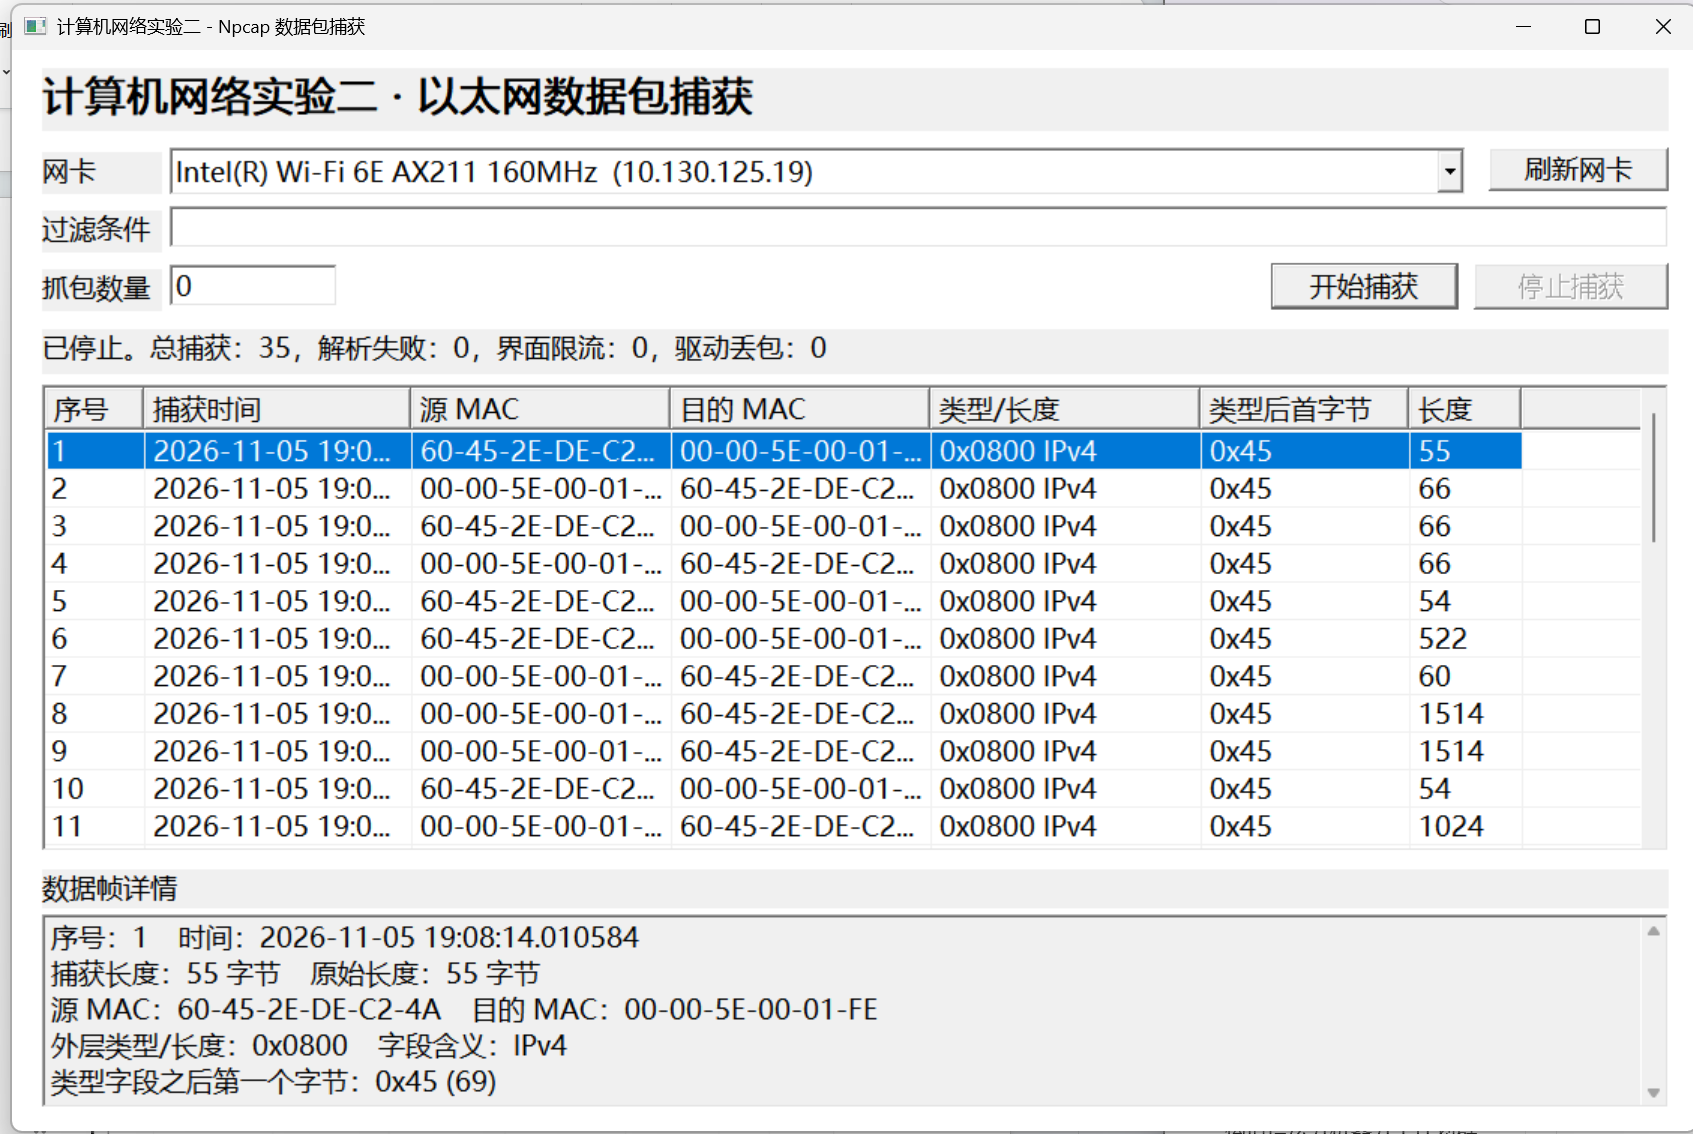 计算机网络实验二 - Npcap 数据包捕获
计算机网络实验二 · 以太网数据包捕获
网卡 Intel(R) Wi-Fi 6E AX211 160MHz (10.130.125.19) 刷新网卡
过滤条件
抓包数量 0 开始捕获 停止捕获
已停止。总捕获：35，解析失败：0，界面限流：0，驱动丢包：0
序号 捕获时间 源 MAC 目的 MAC 类型/长度 类型后首字节 长度
1 2026-11-05 19:0... 60-45-2E-DE-C2... 00-00-5E-00-01-... 0x0800 IPv4 0x45 55
2 2026-11-05 19:0... 00-00-5E-00-01-... 60-45-2E-DE-C2... 0x0800 IPv4 0x45 66
3 2026-11-05 19:0... 60-45-2E-DE-C2... 00-00-5E-00-01-... 0x0800 IPv4 0x45 66
4 2026-11-05 19:0... 00-00-5E-00-01-... 60-45-2E-DE-C2... 0x0800 IPv4 0x45 66
5 2026-11-05 19:0... 60-45-2E-DE-C2... 00-00-5E-00-01-... 0x0800 IPv4 0x45 54
6 2026-11-05 19:0... 60-45-2E-DE-C2... 00-00-5E-00-01-... 0x0800 IPv4 0x45 522
7 2026-11-05 19:0... 00-00-5E-00-01-... 60-45-2E-DE-C2... 0x0800 IPv4 0x45 60
8 2026-11-05 19:0... 00-00-5E-00-01-... 60-45-2E-DE-C2... 0x0800 IPv4 0x45 1514
9 2026-11-05 19:0... 00-00-5E-00-01-... 60-45-2E-DE-C2... 0x0800 IPv4 0x45 1514
10 2026-11-05 19:0... 60-45-2E-DE-C2... 00-00-5E-00-01-... 0x0800 IPv4 0x45 54
11 2026-11-05 19:0... 00-00-5E-00-01-... 60-45-2E-DE-C2... 0x0800 IPv4 0x45 1024
数据帧详情
序号：1 时间：2026-11-05 19:08:14.010584
捕获长度：55 字节 原始长度：55 字节
源 MAC：60-45-2E-DE-C2-4A 目的 MAC：00-00-5E-00-01-FE
外层类型/长度：0x0800 字段含义：IPv4
类型字段之后第一个字节：0x45 (69)